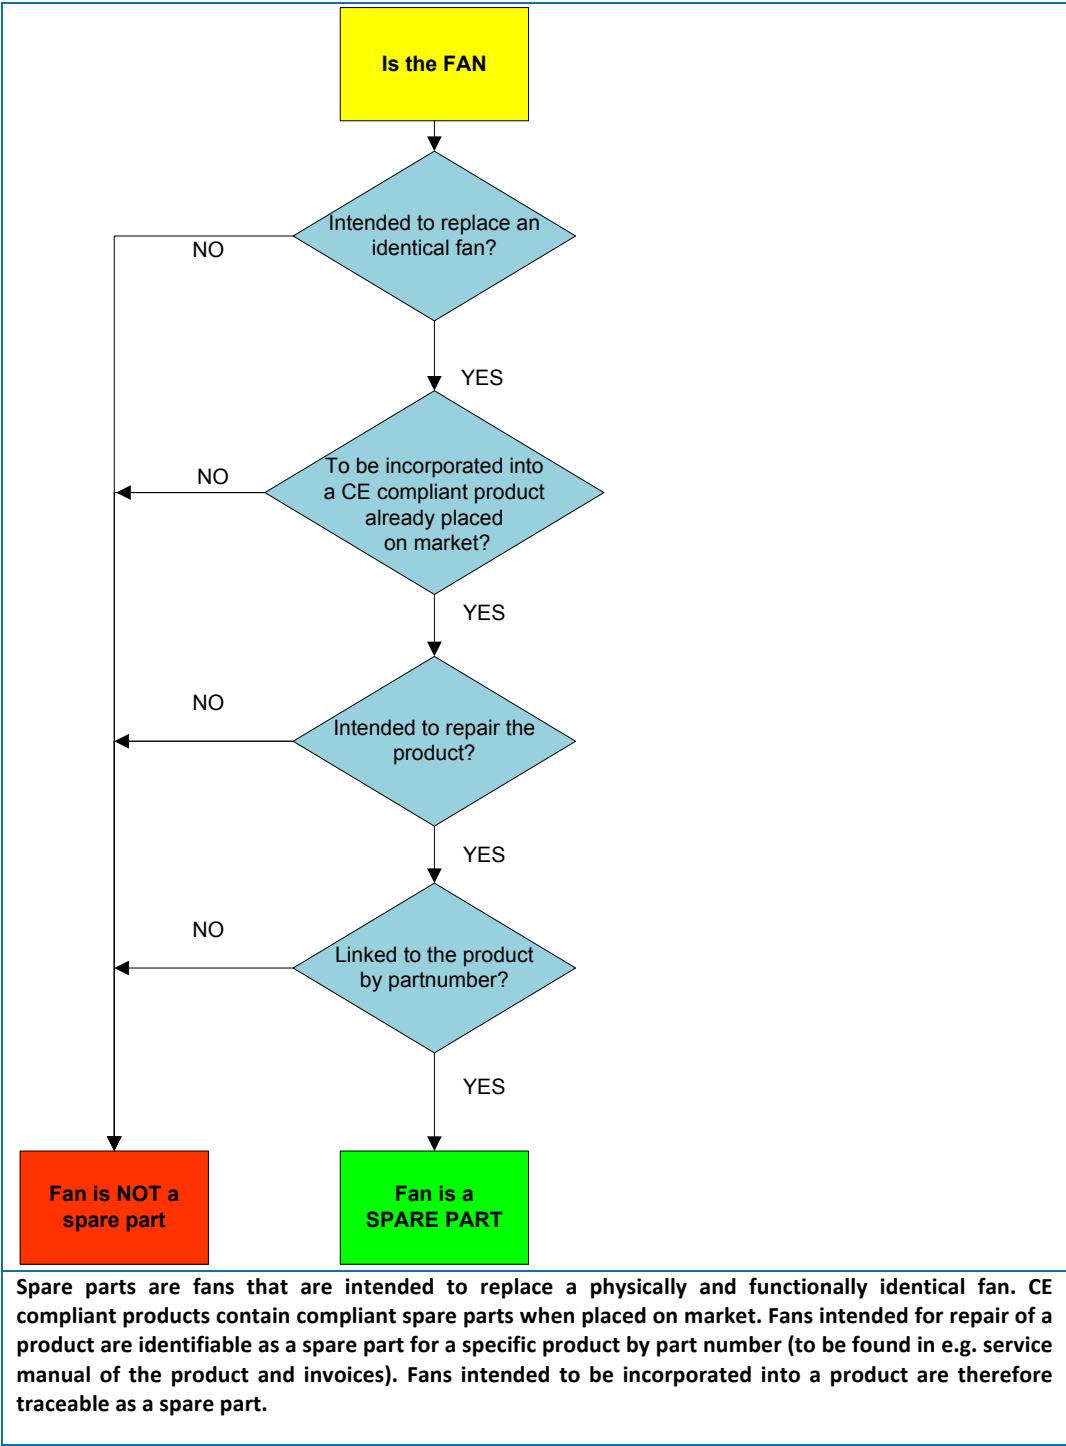 Is the FAN
Intended to replace an
identical fan?
NO
YES
To be incorporated into
a CE compliant product
already placed
on market?
NO
YES
Intended to repair the
product?
NO
YES
Linked to the product
by partnumber?
NO
YES
Fan is NOT a
spare part
Fan is a
SPARE PART
Spare parts are fans that are intended to replace a physically and functionally identical fan. CE
compliant products contain compliant spare parts when placed on market. Fans intended for repair of a
product are identifiable as a spare part for a specific product by part number (to be found in e.g. service
manual of the product and invoices). Fans intended to be incorporated into a product are therefore
traceable as a spare part.